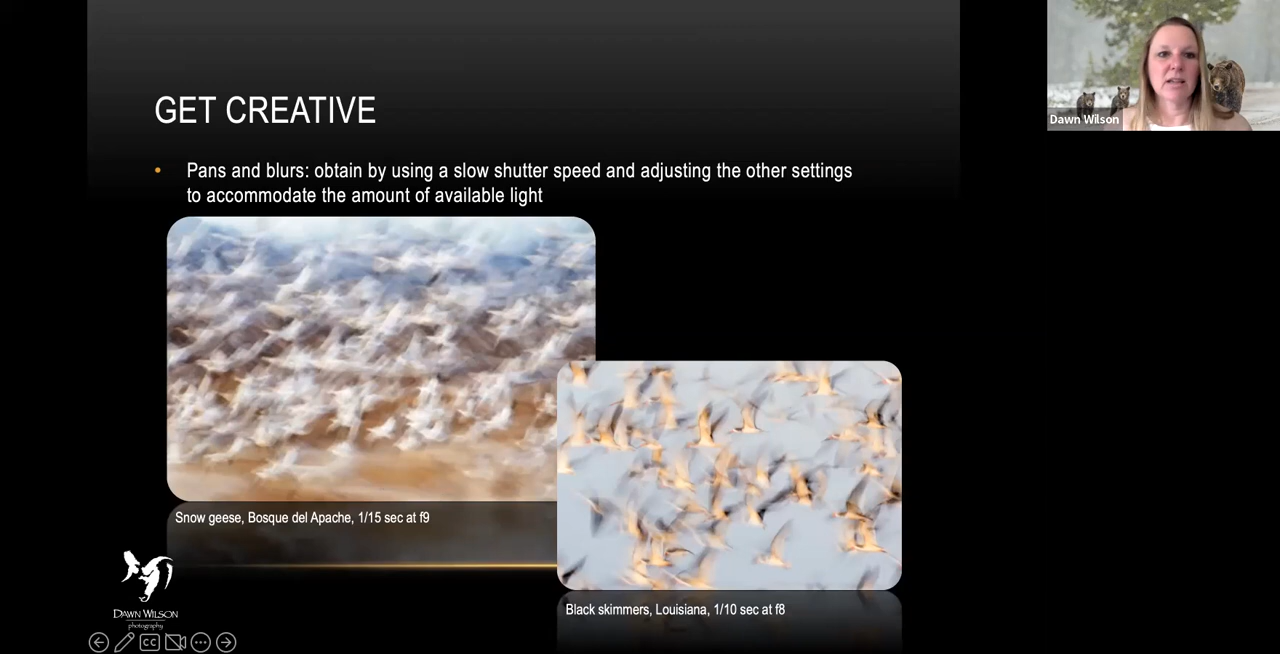 GET CREATIVE
• Pans and blurs: obtain by using a slow shutter speed and adjusting the other settings
to accommodate the amount of available light
Snow geese, Bosque del Apache, 1/15 sec at f9
Black skimmers, Louisiana, 1/10 sec at f8
DAWN WILSON
photography
CC
Dawn Wilson